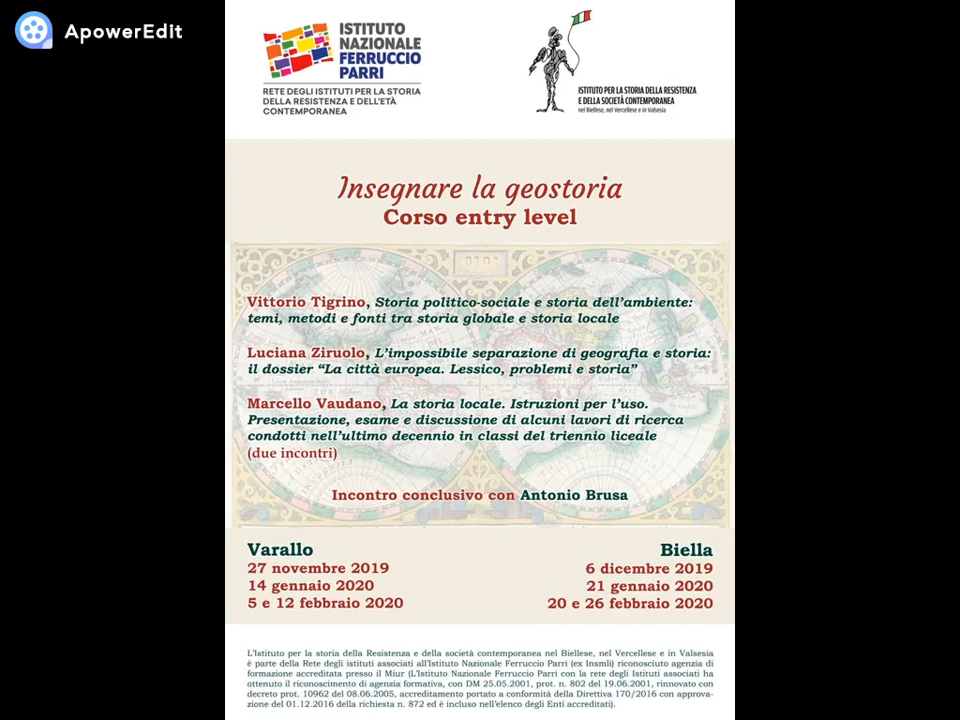 ApowerEdit
ISTITUTO
NAZIONALE
FERRUCCIO
PARRI
RETE DEGLI ISTITUTI PER LA STORIA
DELLA RESISTENZA E DELL'ETÀ
CONTEMPORANEA
ISTITUTO PER LA STORIA DELLA RESISTENZA
E DELLA SOCIETÀ CONTEMPORANEA
nel Biellese, nel Vercellese e in Valsesia
Insegnare la geostoria
Corso entry level
Vittorio Tigrino, Storia politico-sociale e storia dell'ambiente:
temi, metodi e fonti tra storia globale e storia locale
Luciana Ziruolo, L'impossibile separazione di geografia e storia:
il dossier “La città europea. Lessico, problemi e storia”
Marcello Vaudano, La storia locale. Istruzioni per l'uso.
Presentazione, esame e discussione di alcuni lavori di ricerca
condotti nell'ultimo decennio in classi del triennio liceale
(due incontri)
Incontro conclusivo con Antonio Brusa
Varallo
27 novembre 2019
14 gennaio 2020
5 e 12 febbraio 2020
Biella
6 dicembre 2019
21 gennaio 2020
20 e 26 febbraio 2020
L'Istituto per la storia della Resistenza e della società contemporanea nel Biellese, nel Vercellese e in Valsesia
è parte della Rete degli istituti associati all'Istituto Nazionale Ferruccio Parri (ex Insmli) riconosciuto agenzia di
formazione accreditata presso il Miur (L'Istituto Nazionale Ferruccio Parri con la rete degli Istituti associati ha
ottenuto il riconoscimento di agenzia formativa, con DM 25.05.2001, prot. n. 802 del 19.06.2001, rinnovato con
decreto prot. 10962 del 08.06.2005, accreditamento portato a conformità della Direttiva 170/2016 con approva-
zione del 01.12.2016 della richiesta n. 872 ed è incluso nell'elenco degli Enti accreditati).